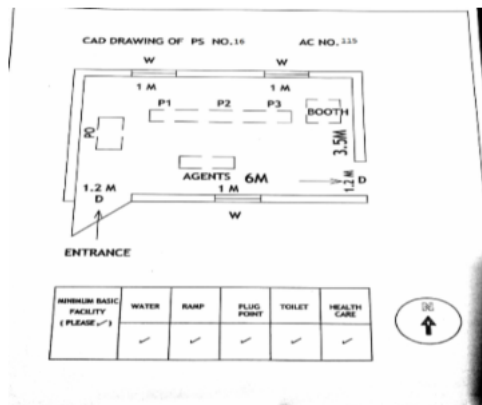 CAD DRAWING OF PS NO.16 AC NO.
W W
1 M 1 M
P1 P2 P3
BOOTH
PO
3.5M
AGENTS 6M
1.2 M
D
D
1.2 M
1 M
W
ENTRANCE
MINIMUM BASIC FACILITY (PLEASE ✓)
WATER
RAMP
PLUG POINT
TOILET
HEALTH CARE
✓ ✓ ✓ ✓ ✓